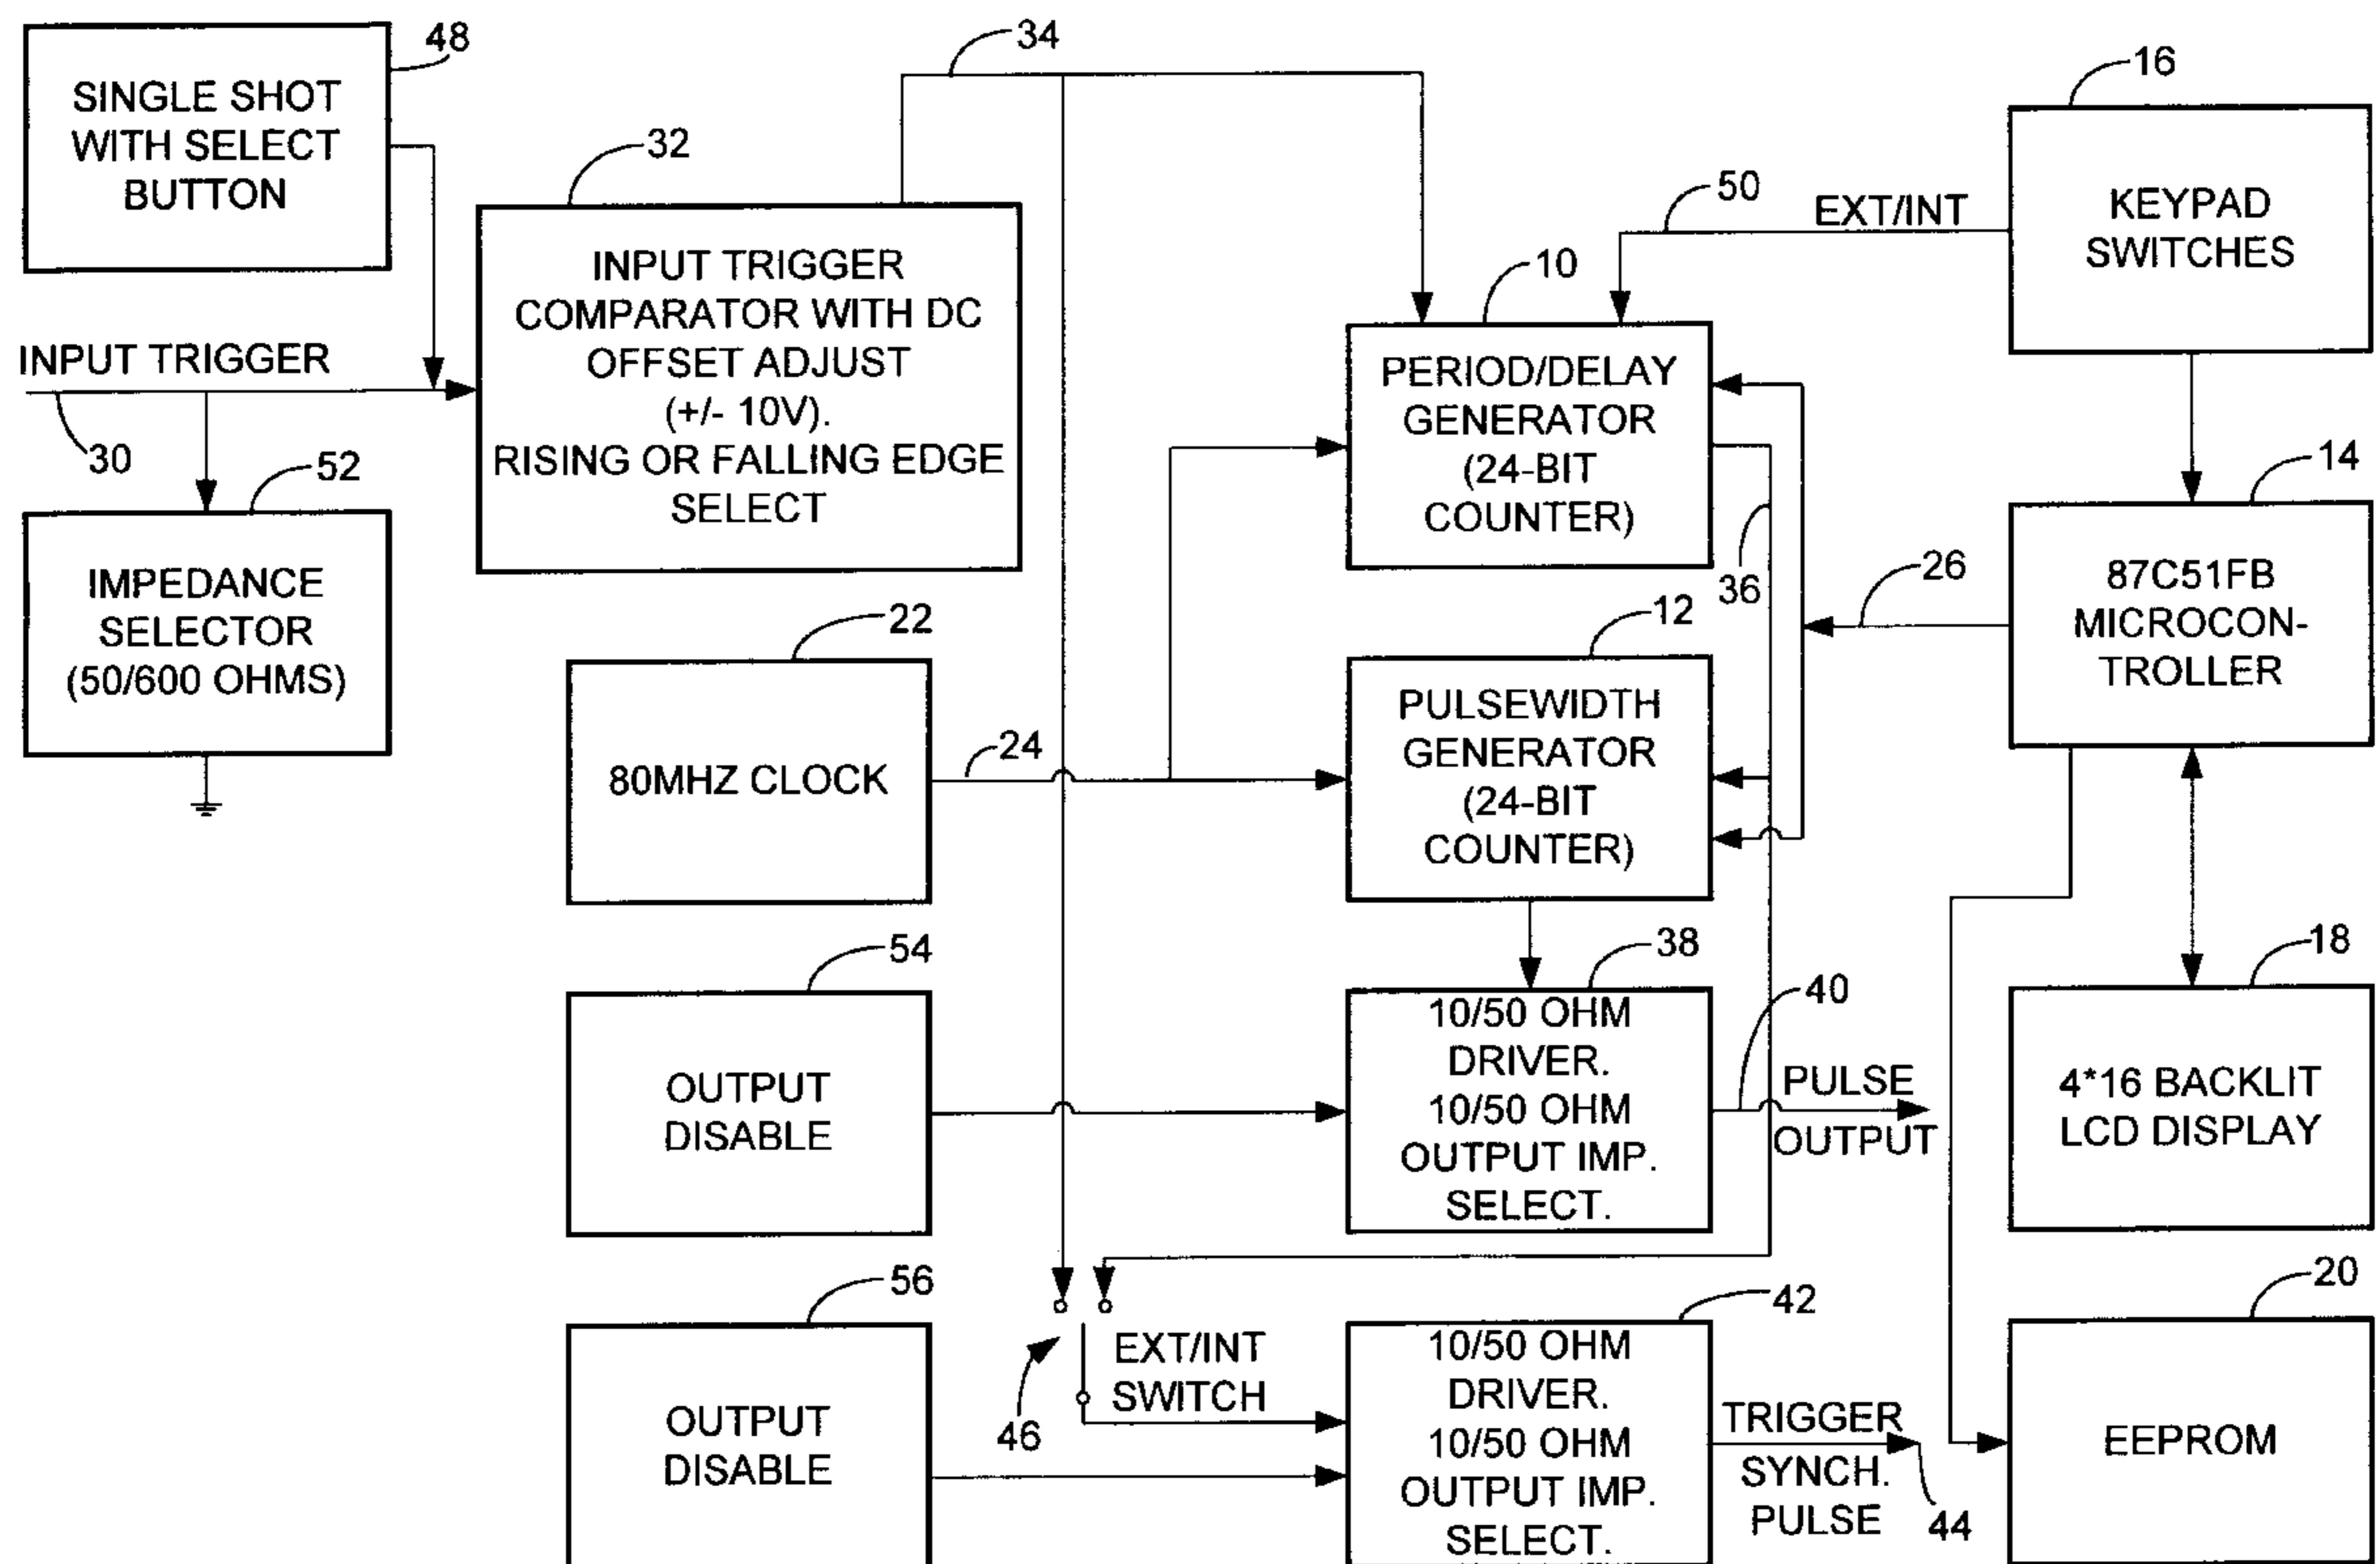 48
SINGLE SHOT
WITH SELECT
BUTTON
34
16
KEYPAD
SWITCHES
32
INPUT TRIGGER
COMPARATOR WITH DC
OFFSET ADJUST
(+/- 10V).
RISING OR FALLING EDGE
SELECT
50
EXT/INT
10
PERIOD/DELAY
GENERATOR
(24-BIT
COUNTER)
INPUT TRIGGER
30
52
IMPEDANCE
SELECTOR
(50/600 OHMS)
36
14
87C51FB
MICROCON-
TROLLER
26
22
80MHZ CLOCK
24
12
PULSEWIDTH
GENERATOR
(24-BIT
COUNTER)
54
OUTPUT
DISABLE
38
10/50 OHM
DRIVER.
10/50 OHM
OUTPUT IMP.
SELECT.
40
PULSE
OUTPUT
18
4*16 BACKLIT
LCD DISPLAY
56
OUTPUT
DISABLE
46
EXT/INT
SWITCH
42
10/50 OHM
DRIVER.
10/50 OHM
OUTPUT IMP.
SELECT.
TRIGGER
SYNCH.
PULSE
44
20
EEPROM